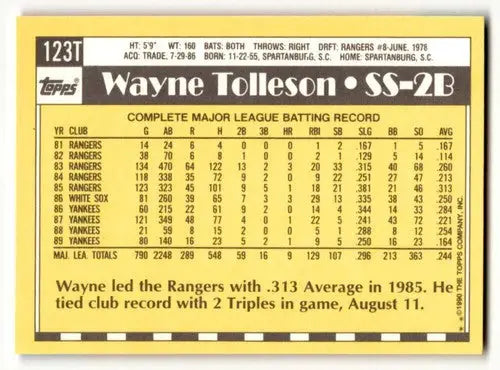 123T
HT: 5'9" WT: 160 BATS: BOTH THROWS: RIGHT DRFT: RANGERS #8-JUNE, 1978
ACQ: TRADE, 7-29-86 BORN: 11-22-55, SPARTANBURG, S.C. HOME: SPARTANBURG, S.C.
Topps® Wayne Tolleson • SS-2B
COMPLETE MAJOR LEAGUE BATTING RECORD
YR CLUB G AB R H 2B 3B HR RBI SB SLG BB SO AVG
81 RANGERS 14 24 6 4 0 0 0 1 2 .167 1 5 .167
82 RANGERS 38 70 6 8 1 0 0 2 1 .129 5 14 .114
83 RANGERS 134 470 64 122 13 2 3 20 33 .315 40 68 .260
84 RANGERS 118 338 35 72 9 2 0 9 22 .251 27 47 .213
85 RANGERS 123 323 45 101 9 5 1 18 21 .381 21 46 .313
86 WHITE SOX 81 260 39 65 7 3 3 29 13 .335 38 43 .250
86 YANKEES 60 215 22 61 9 2 0 14 4 .344 14 33 .284
87 YANKEES 121 349 48 77 4 0 1 22 5 .241 43 72 .221
88 YANKEES 21 59 8 15 2 0 0 5 1 .288 8 12 .254
89 YANKEES 80 140 16 23 5 2 1 9 5 .250 16 23 .164
MAJ. LEA. TOTALS 790 2248 289 548 59 16 9 129 107 .296 213 363 .244
Wayne led the Rangers with .313 Average in 1985. He
tied club record with 2 Triples in game, August 11.
* * ©1990 THE TOPPS COMPANY, INC.